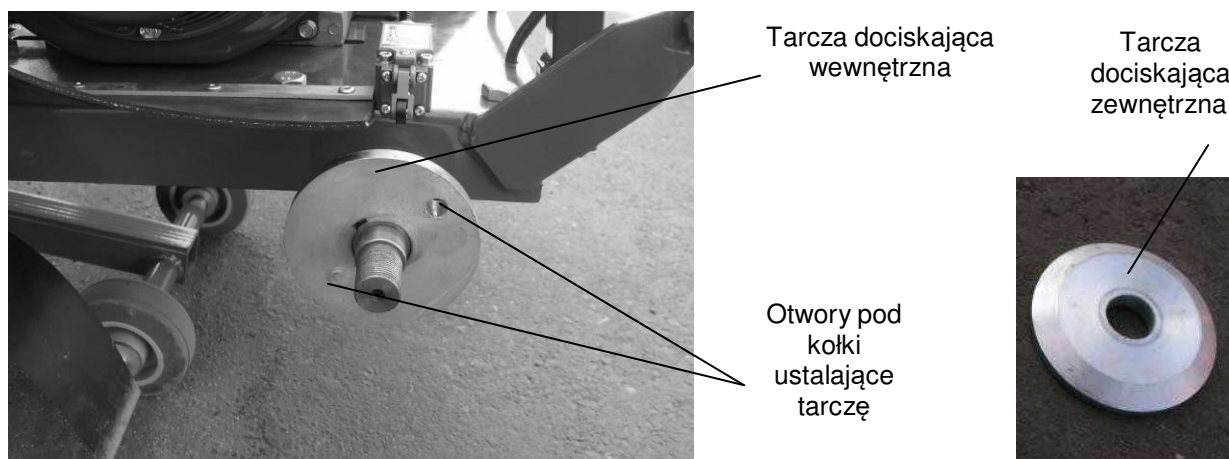 Tarcza dociskająca
wewnętrzna
Tarcza
dociskająca
zewnętrzna
Otwory pod
kołki
ustalające
tarczę